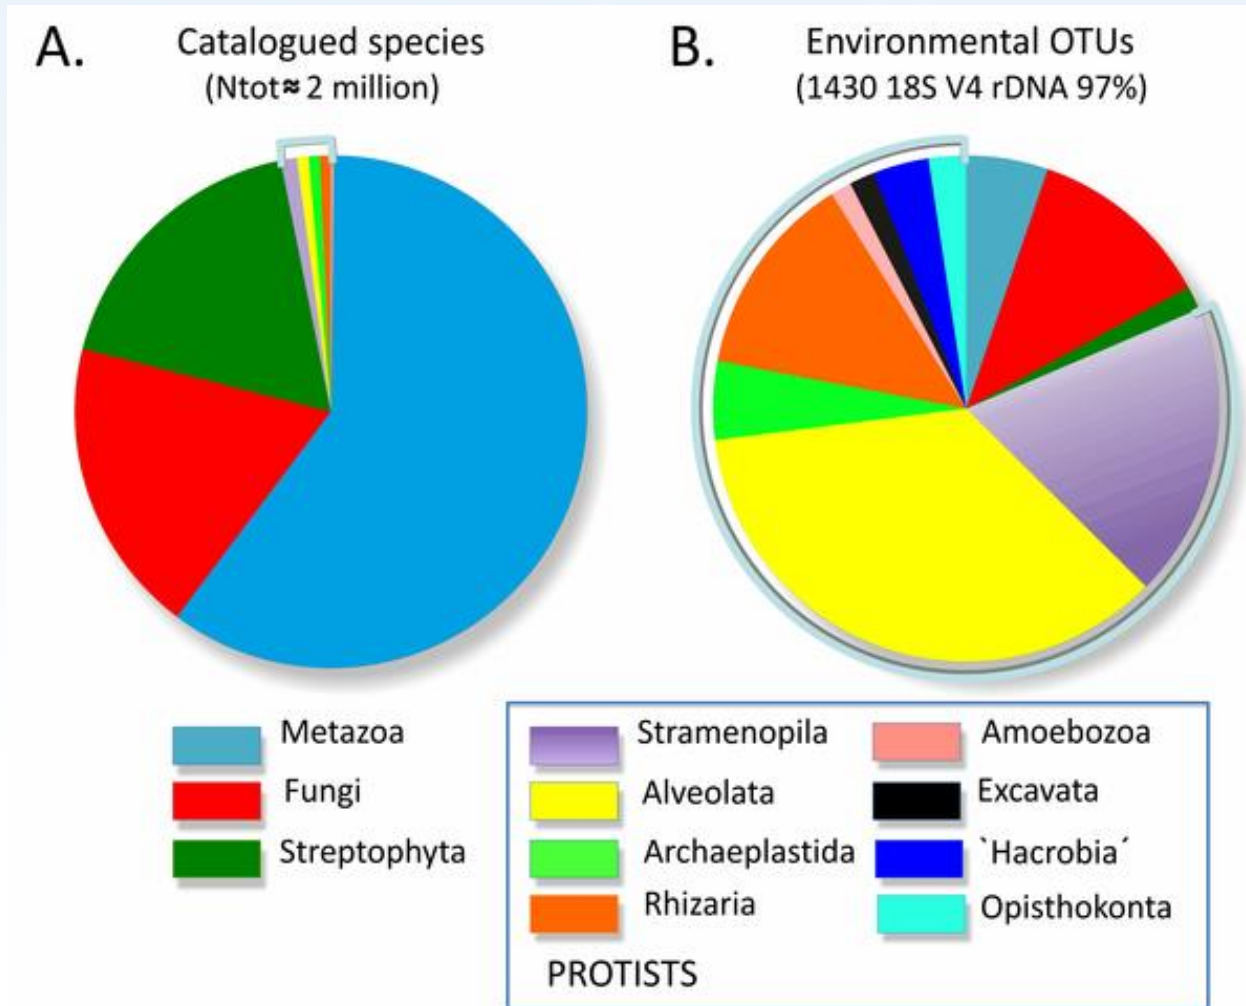 A.
Catalogued species
(Ntot≈2 million)
B.
Environmental OTUs
(1430 18S V4 rDNA 97%)
Metazoa
Fungi
Streptophyta
Stramenopila
Alveolata
Archaeplastida
Rhizaria
Amoebozoa
Excavata
`Hacrobia´
Opisthokonta
PROTISTS